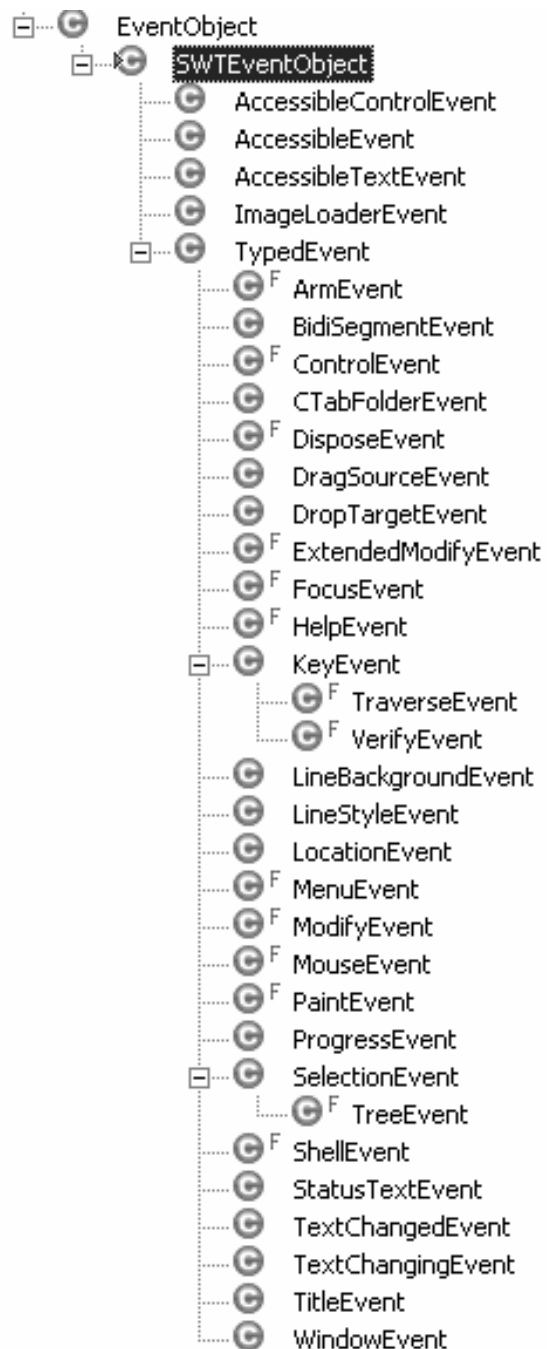 EventObject
SWTEventObject
AccessibleControlEvent
AccessibleEvent
AccessibleTextEvent
ImageLoaderEvent
TypedEvent
F ArmEvent
BidiSegmentEvent
F ControlEvent
CTabFolderEvent
F DisposeEvent
DragSourceEvent
DropTargetEvent
F ExtendedModifyEvent
F FocusEvent
F HelpEvent
KeyEvent
F TraverseEvent
F VerifyEvent
LineBackgroundEvent
LineStyleEvent
LocationEvent
F MenuEvent
F ModifyEvent
F MouseEvent
F PaintEvent
ProgressEvent
SelectionEvent
F TreeEvent
F ShellEvent
StatusTextEvent
TextChangedEvent
TextChangingEvent
TitleEvent
WindowEvent